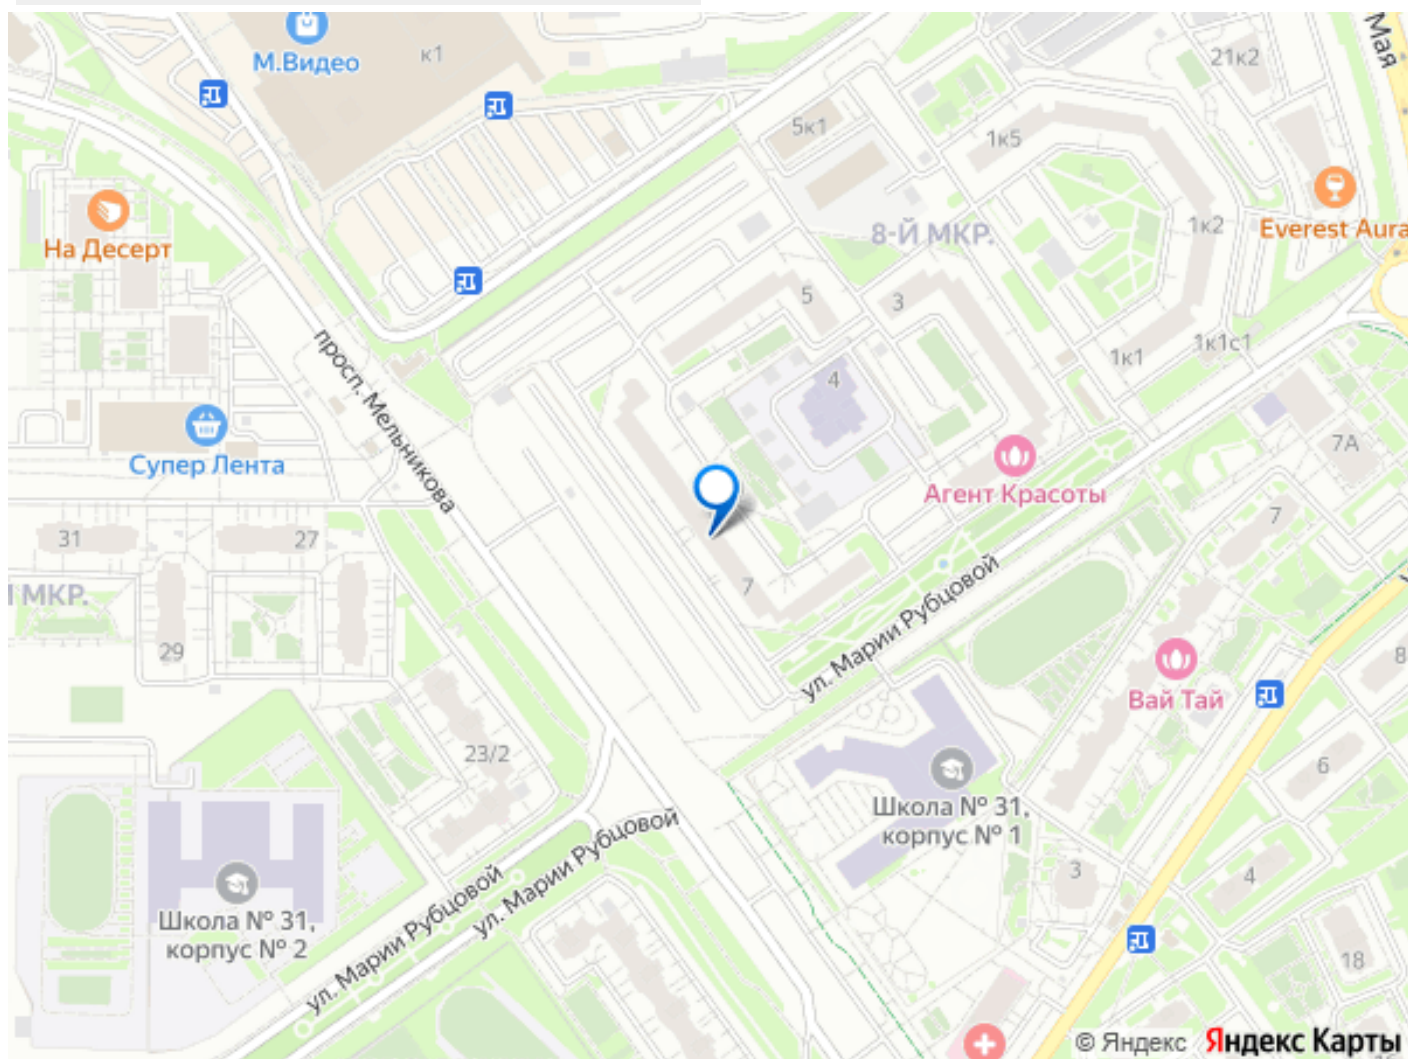 М.Видео
к1
Мая
21к2
5к1
1к5
На Десерт
8-Й МКР.
1к2
Everest Aura
5
3
просп. Мельникова
1к1
1к1с1
4
7А
Супер Лента
Агент Красоты
31
27
7
7
Й МКР.
ул. Марии Рубцовой
29
8
Вай Тай
23/2
6
Школа № 31,
корпус № 1
ул. Марии Рубцовой
ул. Марии Рубцовой
3
4
Школа № 31,
корпус № 2
18
© Яндекс Яндекс Карты